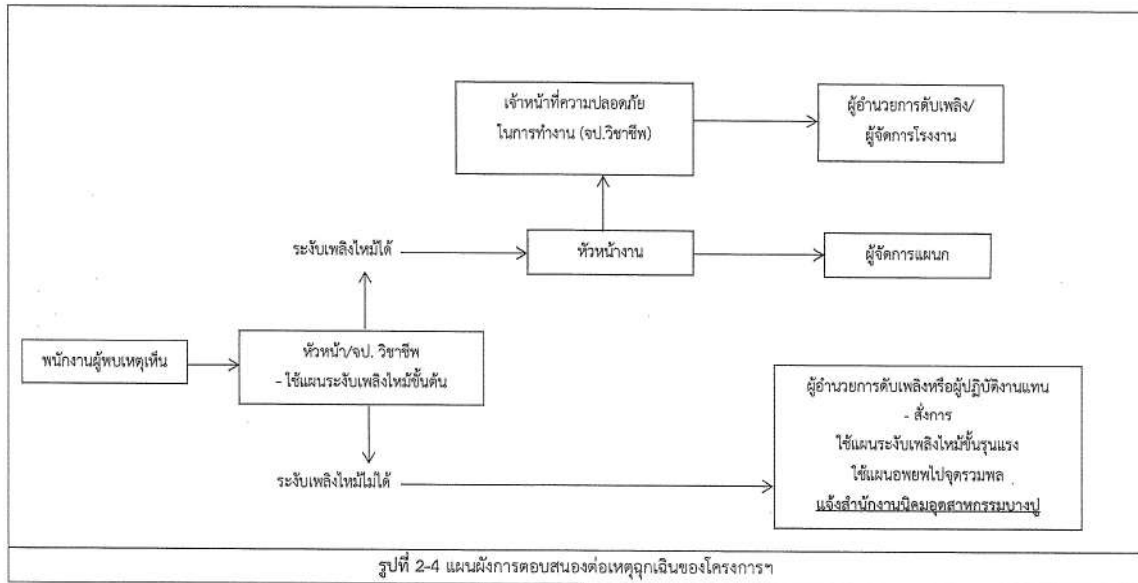 เจ้าหน้าที่ความปลอดภัย
ในการทำงาน (จป.วิชาชีพ)
ผู้อำนวยการดับเพลิง/
ผู้จัดการโรงงาน
ระงับเพลิงไหม้ได้
หัวหน้างาน
ผู้จัดการแผนก
พนักงานผู้พบเหตุเห็น
หัวหน้า/จป. วิชาชีพ
- ใช้แผนระงับเพลิงไหม้ขั้นต้น
ระงับเพลิงไหม้ไม่ได้
ผู้อำนวยการดับเพลิงหรือผู้ปฏิบัติงานแทน
- สั่งการ
ใช้แผนระงับเพลิงไหม้ขั้นรุนแรง
ใช้แผนอพยพไปจุดรวมพล
แจ้งสำนักงานนิคมอุตสาหกรรมบางปู
รูปที่ 2-4 แผนผังการตอบสนองต่อเหตุฉุกเฉินของโครงการฯ